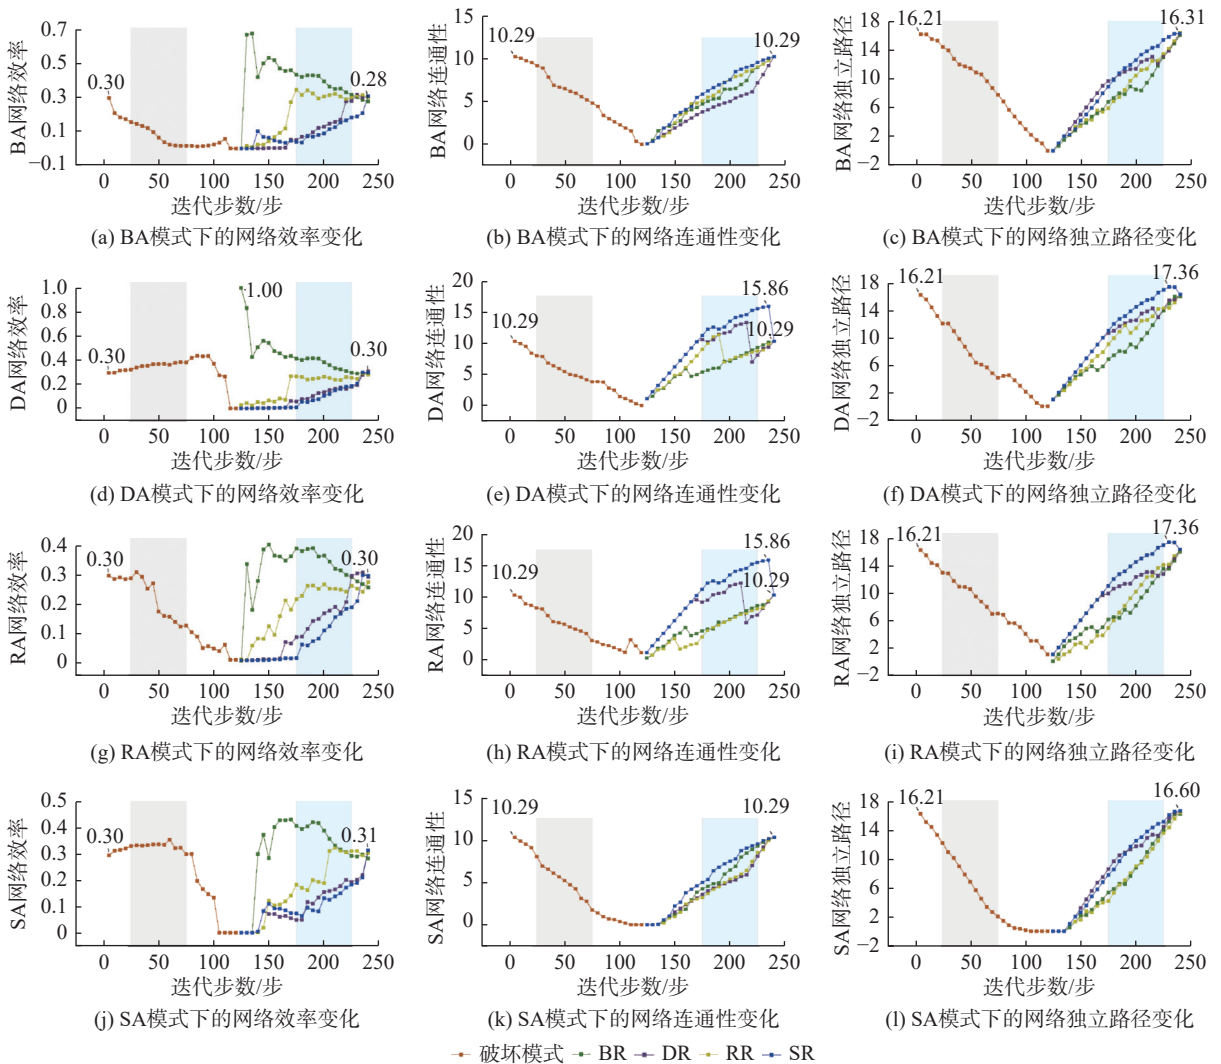 0.7
0.5
0.3
0.1
−0.1
BA网络效率
0.30
0.28
0 50 100 150 200 250
迭代步数/步
(a) BA模式下的网络效率变化
15
10
5
0
BA网络连通性
10.29
10.29
0 50 100 150 200 250
迭代步数/步
(b) BA模式下的网络连通性变化
18
14
10
6
2
−2
BA网络独立路径
16.21
16.31
0 50 100 150 200 250
迭代步数/步
(c) BA模式下的网络独立路径变化
1.0
0.8
0.6
0.4
0.2
0
DA网络效率
0.30
1.00
0.30
0 50 100 150 200 250
迭代步数/步
(d) DA模式下的网络效率变化
20
15
10
5
0
DA网络连通性
10.29
15.86
10.29
0 50 100 150 200 250
迭代步数/步
(e) DA模式下的网络连通性变化
18
14
10
6
2
−2
DA网络独立路径
16.21
17.36
0 50 100 150 200 250
迭代步数/步
(f) DA模式下的网络独立路径变化
0.4
0.3
0.2
0.1
0
RA网络效率
0.30
0.30
0 50 100 150 200 250
迭代步数/步
(g) RA模式下的网络效率变化
20
15
10
5
0
RA网络连通性
10.29
15.86
10.29
0 50 100 150 200 250
迭代步数/步
(h) RA模式下的网络连通性变化
18
14
10
6
2
−2
RA网络独立路径
16.21
17.36
0 50 100 150 200 250
迭代步数/步
(i) RA模式下的网络独立路径变化
0.5
0.4
0.3
0.2
0.1
0
SA网络效率
0.30
0.31
0 50 100 150 200 250
迭代步数/步
(j) SA模式下的网络效率变化
15
10
5
0
SA网络连通性
10.29
10.29
0 50 100 150 200 250
迭代步数/步
(k) SA模式下的网络连通性变化
18
14
10
6
2
−2
SA网络独立路径
16.21
16.60
0 50 100 150 200 250
迭代步数/步
(l) SA模式下的网络独立路径变化
破坏模式 BR DR RR SR